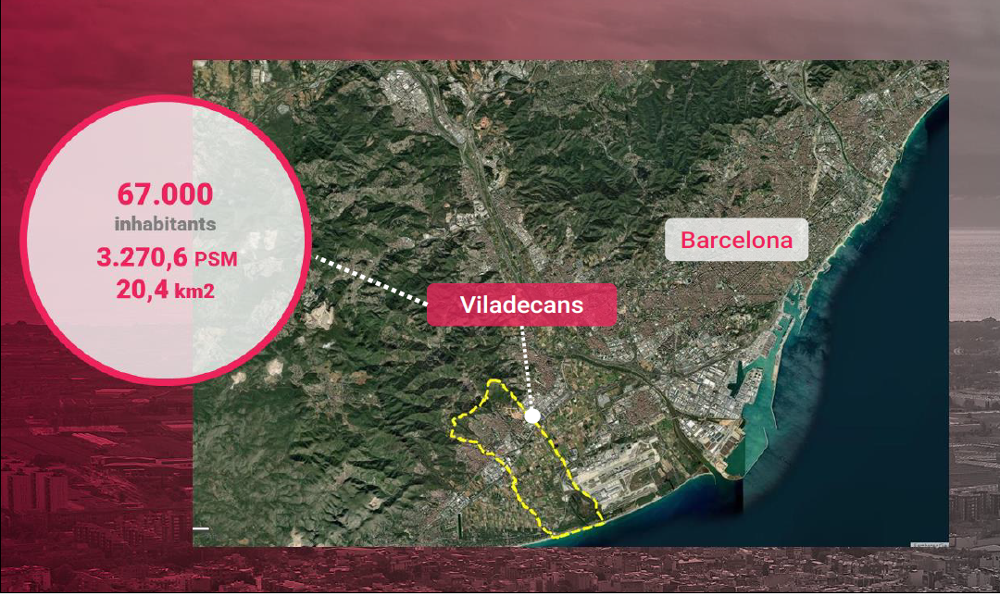 67.000
inhabitants
3.270,6 PSM
20,4 km2
Viladecans
Barcelona